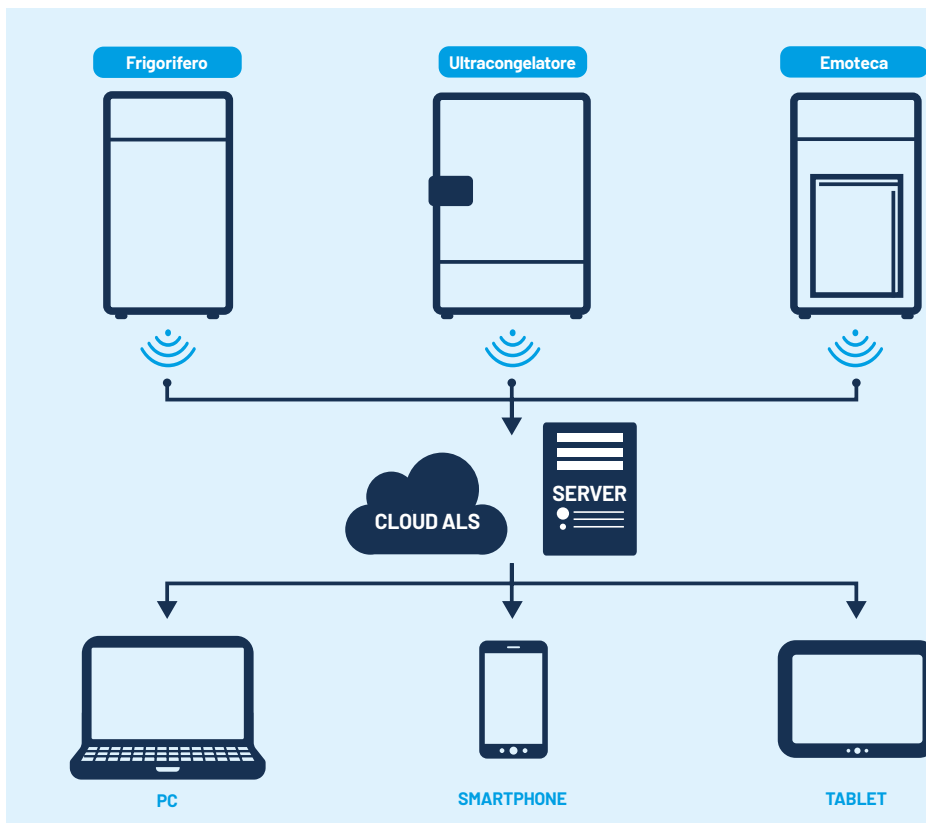 Frigorifero
Ultracongelatore
Emoteca
CLOUD ALS
SERVER
PC
SMARTPHONE
TABLET